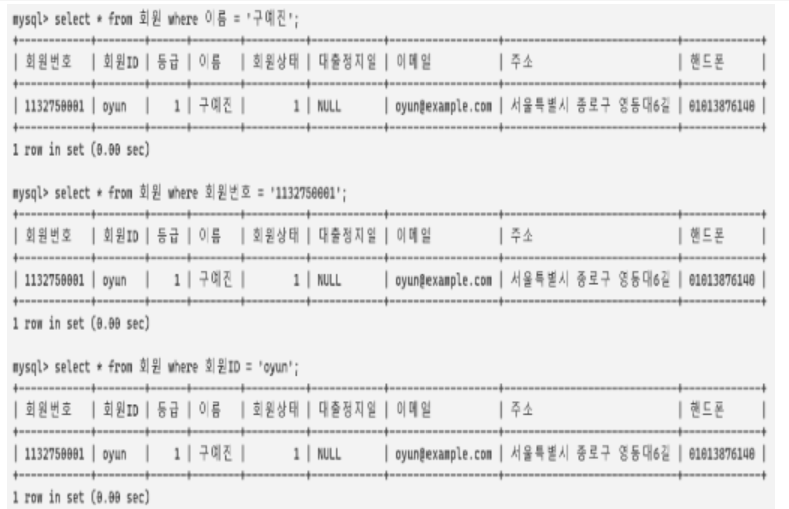 mysql> select * from 회원 where 이름 = '구예진';
+------------+--------+------+--------+----------+------------+------------------+------------------------------+-------------+
| 회원번호 | 회원ID | 등급 | 이름 | 회원상태 | 대출정지일 | 이메일 | 주소 | 핸드폰 |
+------------+--------+------+--------+----------+------------+------------------+------------------------------+-------------+
| 1132750001 | oyun | 1 | 구예진 | 1 | NULL | oyun@example.com | 서울특별시 종로구 영동대6길 | 01013876140 |
+------------+--------+------+--------+----------+------------+------------------+------------------------------+-------------+
1 row in set (0.00 sec)
mysql> select * from 회원 where 회원번호 = '1132750001';
+------------+--------+------+--------+----------+------------+------------------+------------------------------+-------------+
| 회원번호 | 회원ID | 등급 | 이름 | 회원상태 | 대출정지일 | 이메일 | 주소 | 핸드폰 |
+------------+--------+------+--------+----------+------------+------------------+------------------------------+-------------+
| 1132750001 | oyun | 1 | 구예진 | 1 | NULL | oyun@example.com | 서울특별시 종로구 영동대6길 | 01013876140 |
+------------+--------+------+--------+----------+------------+------------------+------------------------------+-------------+
1 row in set (0.00 sec)
mysql> select * from 회원 where 회원ID = 'oyun';
+------------+--------+------+--------+----------+------------+------------------+------------------------------+-------------+
| 회원번호 | 회원ID | 등급 | 이름 | 회원상태 | 대출정지일 | 이메일 | 주소 | 핸드폰 |
+------------+--------+------+--------+----------+------------+------------------+------------------------------+-------------+
| 1132750001 | oyun | 1 | 구예진 | 1 | NULL | oyun@example.com | 서울특별시 종로구 영동대6길 | 01013876140 |
+------------+--------+------+--------+----------+------------+------------------+------------------------------+-------------+
1 row in set (0.00 sec)